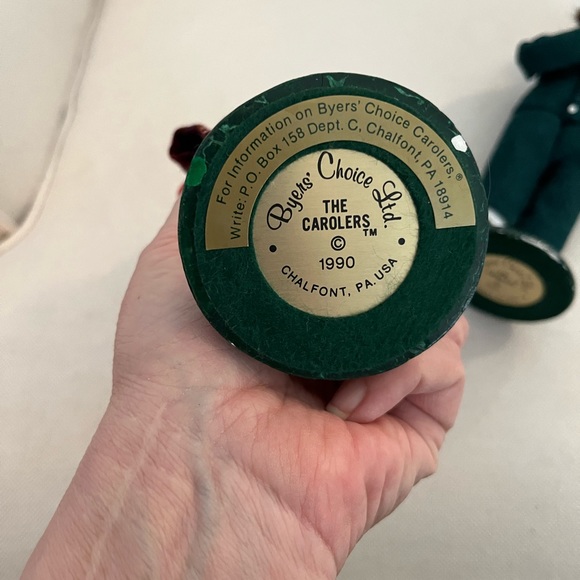 For Information on Byers' Choice Carolers,®
Write: P.O. Box 158 Dept. C, Chalfont, PA 18914
Byers' Choice Ltd.
THE
CAROLERS™
©
1990
• CHALFONT, PA. USA •